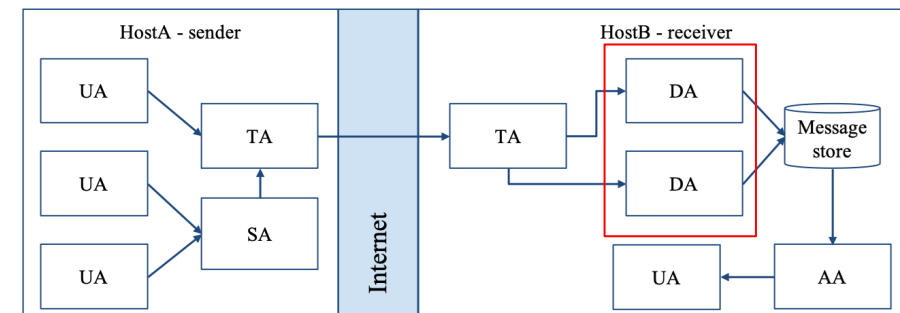 HostA - sender
HostB - receiver
UA
DA
TA
TA
Message
store
UA
DA
SA
Internet
UA
UA
AA